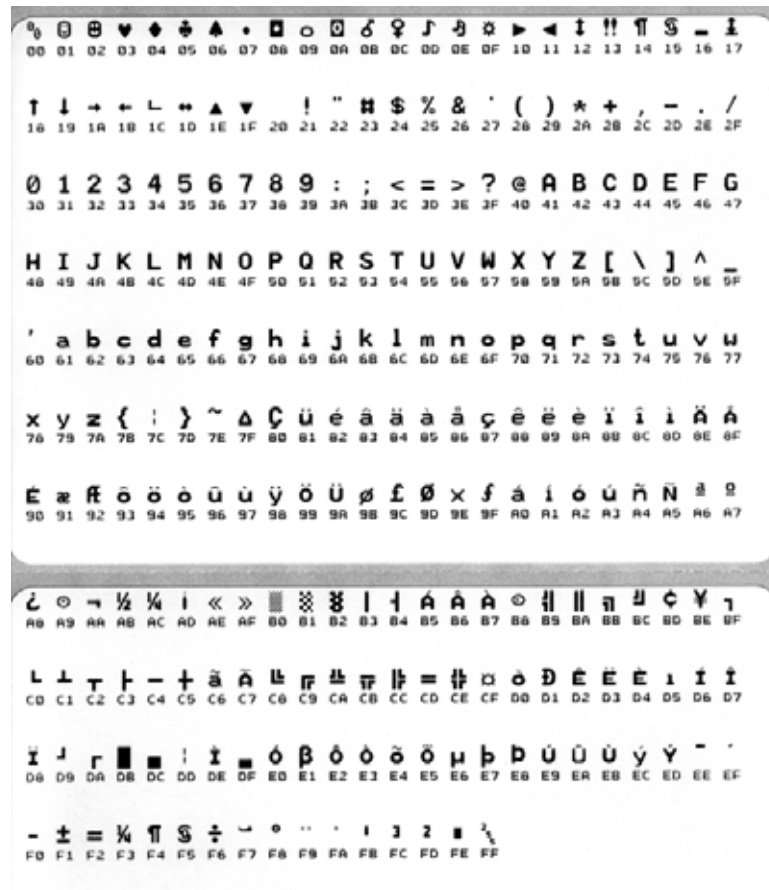 ⁰₀ ☺ ☻ ♥ ♦ ♣ ♠ • ◘ ○ ◙ ♂ ♀ ♪ ♫ ☼ ► ◄ ↕ ‼ ¶ § ▬ ↨
00 01 02 03 04 05 06 07 08 09 0A 0B 0C 0D 0E 0F 10 11 12 13 14 15 16 17
↑ ↓ → ← ∟ ↔ ▲ ▼ ! " # $ % & ' ( ) * + , - . /
18 19 1A 1B 1C 1D 1E 1F 20 21 22 23 24 25 26 27 28 29 2A 2B 2C 2D 2E 2F
0 1 2 3 4 5 6 7 8 9 : ; < = > ? @ A B C D E F G
30 31 32 33 34 35 36 37 38 39 3A 3B 3C 3D 3E 3F 40 41 42 43 44 45 46 47
H I J K L M N O P Q R S T U V W X Y Z [ \ ] ^ _
48 49 4A 4B 4C 4D 4E 4F 50 51 52 53 54 55 56 57 58 59 5A 5B 5C 5D 5E 5F
' a b c d e f g h i j k l m n o p q r s t u v w
60 61 62 63 64 65 66 67 68 69 6A 6B 6C 6D 6E 6F 70 71 72 73 74 75 76 77
x y z { ¦ } ~ ∆ Ç ü é â ä à å ç ê ë è ï î ì Ä Å
78 79 7A 7B 7C 7D 7E 7F 80 81 82 83 84 85 86 87 88 89 8A 8B 8C 8D 8E 8F
É æ Æ ô ö ò û ù ÿ Ö Ü ø £ Ø × ƒ á í ó ú ñ Ñ ª º
90 91 92 93 94 95 96 97 98 99 9A 9B 9C 9D 9E 9F A0 A1 A2 A3 A4 A5 A6 A7
¿ ® ¬ ½ ¼ ¡ « » ░ ▒ ▓ │ ┤ Á Â À © ╣ ║ ╗ ╝ ¢ ¥ ┐
A8 A9 AA AB AC AD AE AF B0 B1 B2 B3 B4 B5 B6 B7 B8 B9 BA BB BC BD BE BF
└ ┴ ┬ ├ ─ ┼ ã Ã ╚ ╔ ╩ ╦ ╠ ═ ╬ ¤ ð Đ Ê Ë È ı Í Î
C0 C1 C2 C3 C4 C5 C6 C7 C8 C9 CA CB CC CD CE CF D0 D1 D2 D3 D4 D5 D6 D7
Ï ┘ ┌ █ ▄ ¦ Ì ▄ Ó β Ô Ò õ Õ µ þ Þ Ú Û Ù ý Ý ¯ ´
D8 D9 DA DB DC DD DE DF E0 E1 E2 E3 E4 E5 E6 E7 E8 E9 EA EB EC ED EE EF
- ± = ¾ ¶ § ÷ ¸ ° ¨ · ¹ ³ ² ■
F0 F1 F2 F3 F4 F5 F6 F7 F8 F9 FA FB FC FD FE FF